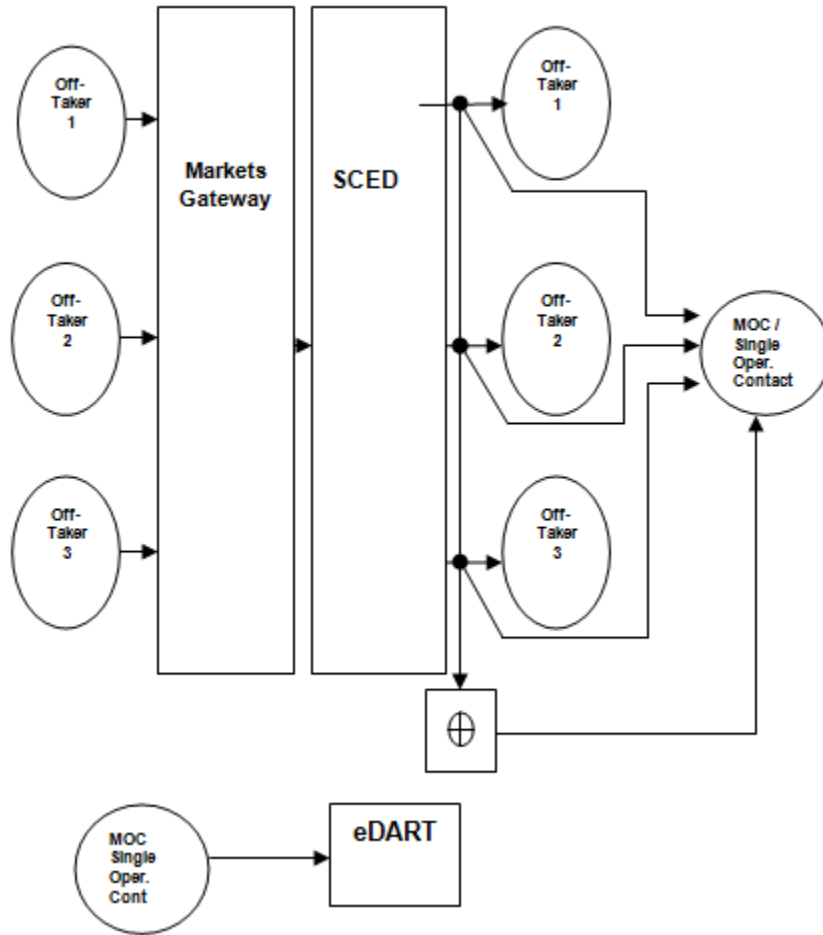 Off-
Taker
1
Markets
Gateway
SCED
Off-
Taker
1
Off-
Taker
2
Off-
Taker
2
MOC /
Single
Oper.
Contact
Off-
Taker
3
Off-
Taker
3
eDART
MOC
Single
Oper.
Cont